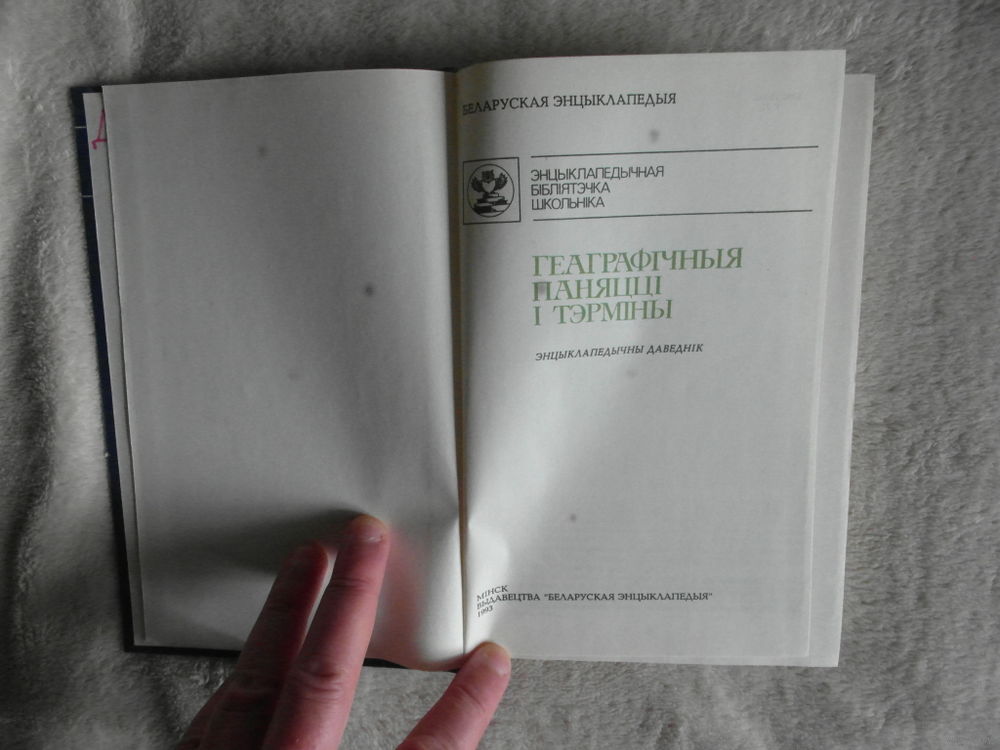 БЕЛАРУСКАЯ ЭНЦЫКЛАПЕДЫЯ
ЭНЦЫКЛАПЕДЫЧНАЯ
БІБЛІЯТЭЧКА
ШКОЛЬНІКА
ГЕАГРАФІЧНЫЯ
ПАНЯЦЦІ
І ТЭРМІНЫ
ЭНЦЫКЛАПЕДЫЧНЫ ДАВЕДНІК
МІНСК
ВЫДАВЕЦТВА "БЕЛАРУСКАЯ ЭНЦЫКЛАПЕДЫЯ"
1993